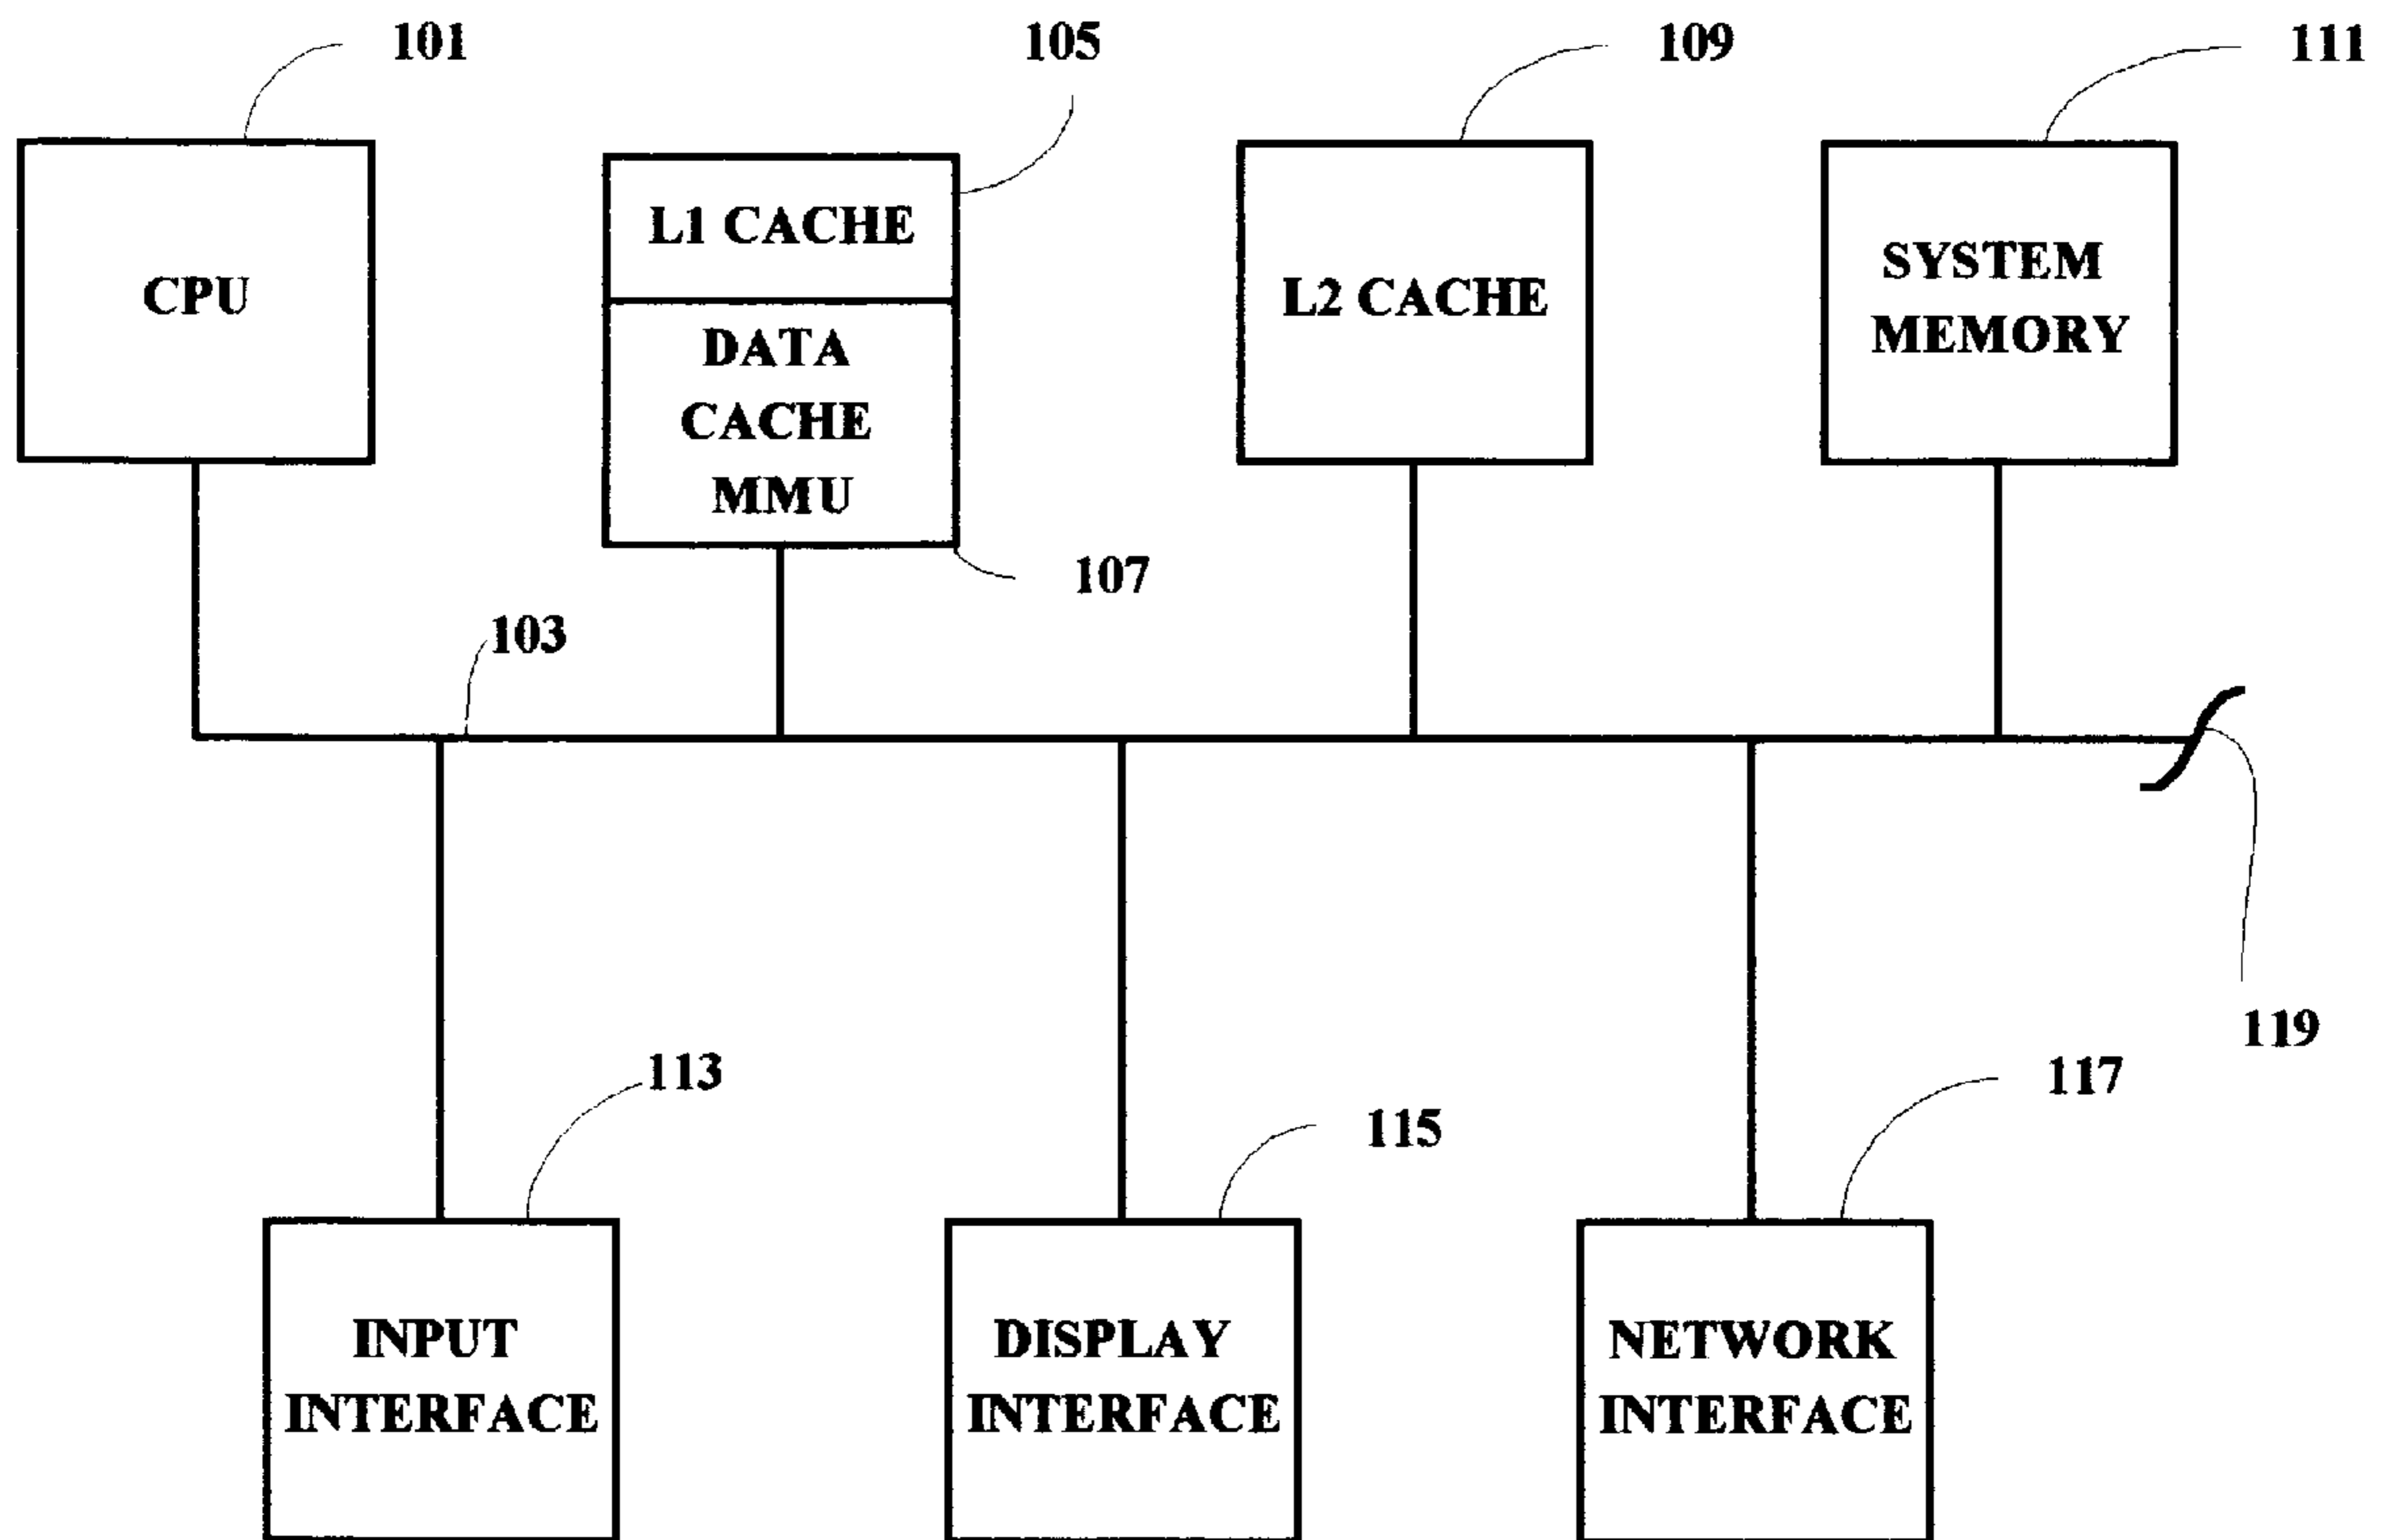 101
105
109
111
CPU
L1 CACHE
DATA
CACHE
MMU
L2 CACHE
SYSTEM
MEMORY
107
103
119
113
115
117
INPUT
INTERFACE
DISPLAY
INTERFACE
NETWORK
INTERFACE